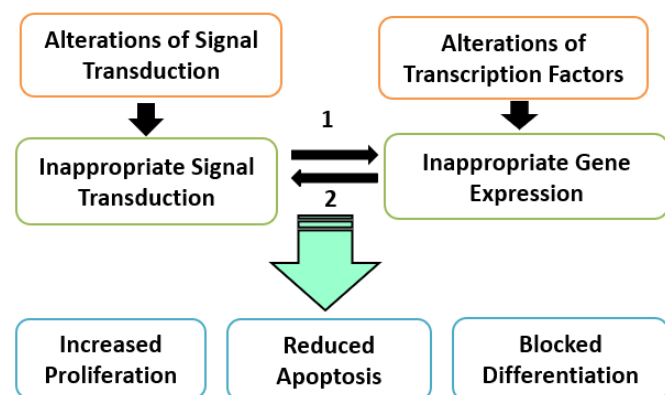 Alterations of Signal
Transduction
Alterations of
Transcription Factors
1
Inappropriate Signal
Transduction
Inappropriate Gene
Expression
2
Increased
Proliferation
Reduced
Apoptosis
Blocked
Differentiation